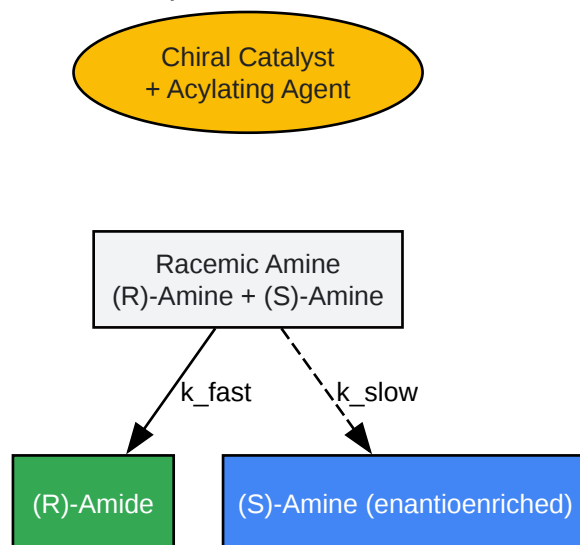 Chiral Catalyst
+ Acylating Agent
Racemic Amine
(R)-Amine + (S)-Amine
k_fast
k_slow
(R)-Amide
(S)-Amine (enantioenriched)